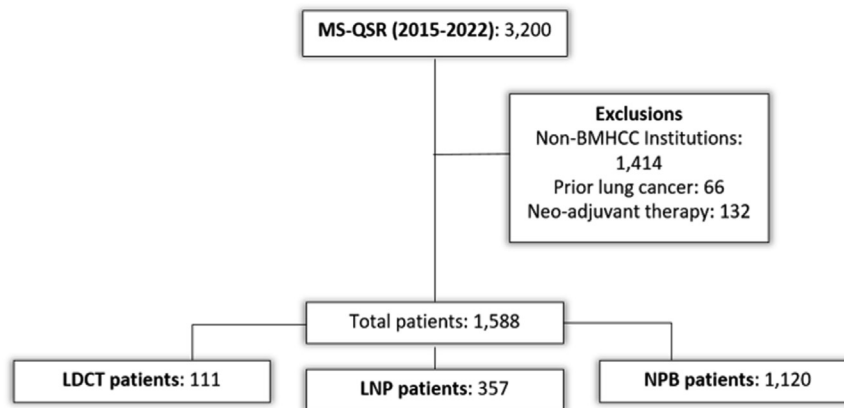 MS-QSR (2015-2022): 3,200
Exclusions
Non-BMHCC Institutions:
1,414
Prior lung cancer: 66
Neo-adjuvant therapy: 132
Total patients: 1,588
LDCT patients: 111
LNP patients: 357
NPB patients: 1,120